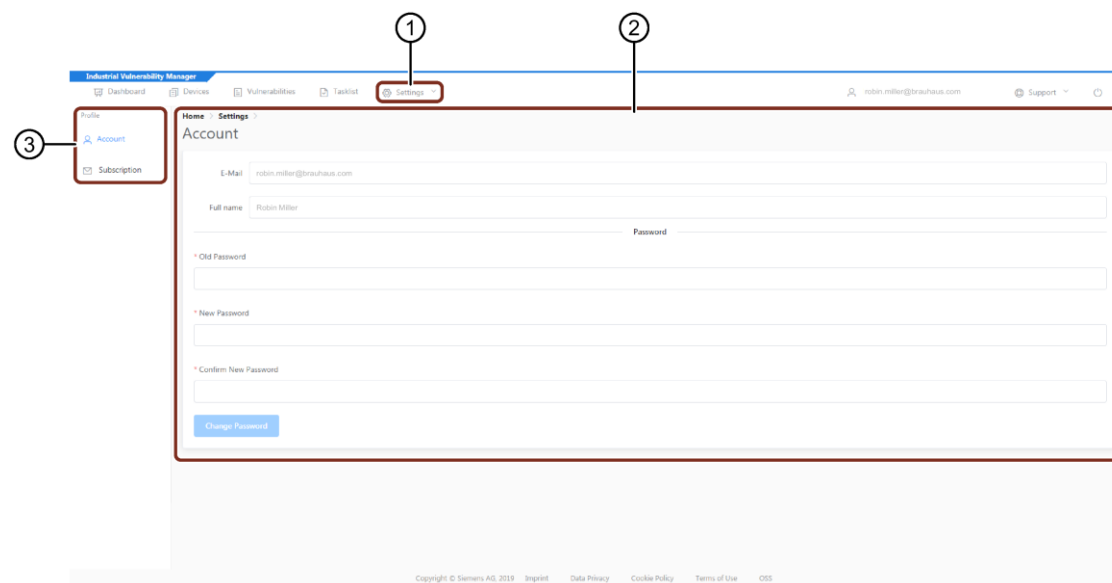 1
2
Industrial Vulnerability Manager
Dashboard Devices Vulnerabilities Tasklist Settings robin.miller@brauhaus.com Support
Profile
Home > Settings >
Account
3
Account
Subscription
E-Mail robin.miller@brauhaus.com
Full name Robin Miller
Password
* Old Password
* New Password
* Confirm New Password
Change Password
Copyright © Siemens AG, 2019 Imprint Data Privacy Cookie Policy Terms of Use OSS